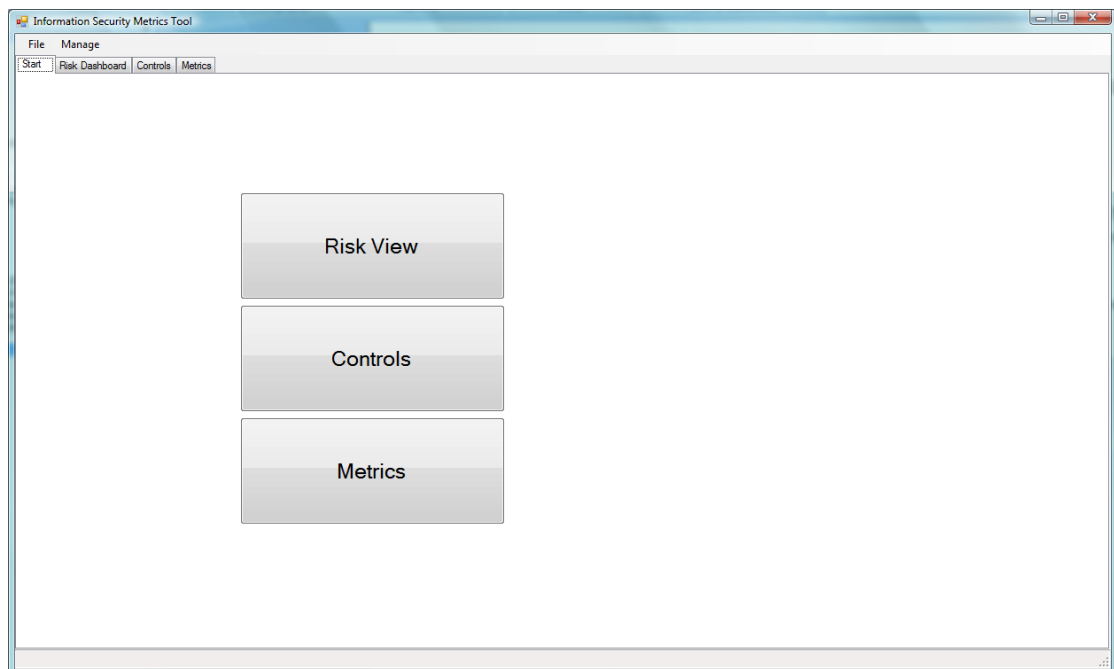 Information Security Metrics Tool
File Manage
Start Risk Dashboard Controls Metrics
Risk View
Controls
Metrics